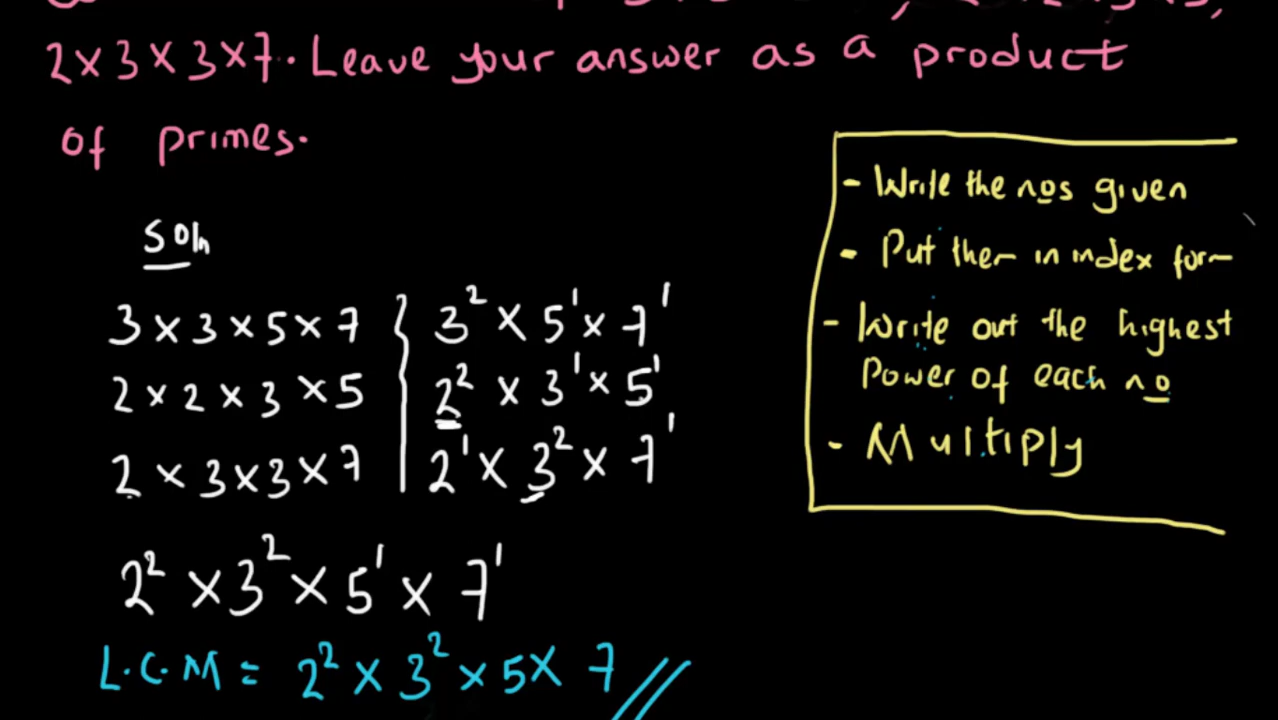 2 × 3 × 3 × 7. Leave your answer as a product
of primes.
Soln
3 × 3 × 5 × 7 } 3² × 5¹ × 7¹
2 × 2 × 3 × 5 2² × 3¹ × 5¹
2 × 3 × 3 × 7 2¹ × 3² × 7¹
2² × 3² × 5¹ × 7¹
L.C.M = 2² × 3² × 5 × 7 //
- Write the nos given
- Put them in index form
- Write out the highest
Power of each no
- Multiply